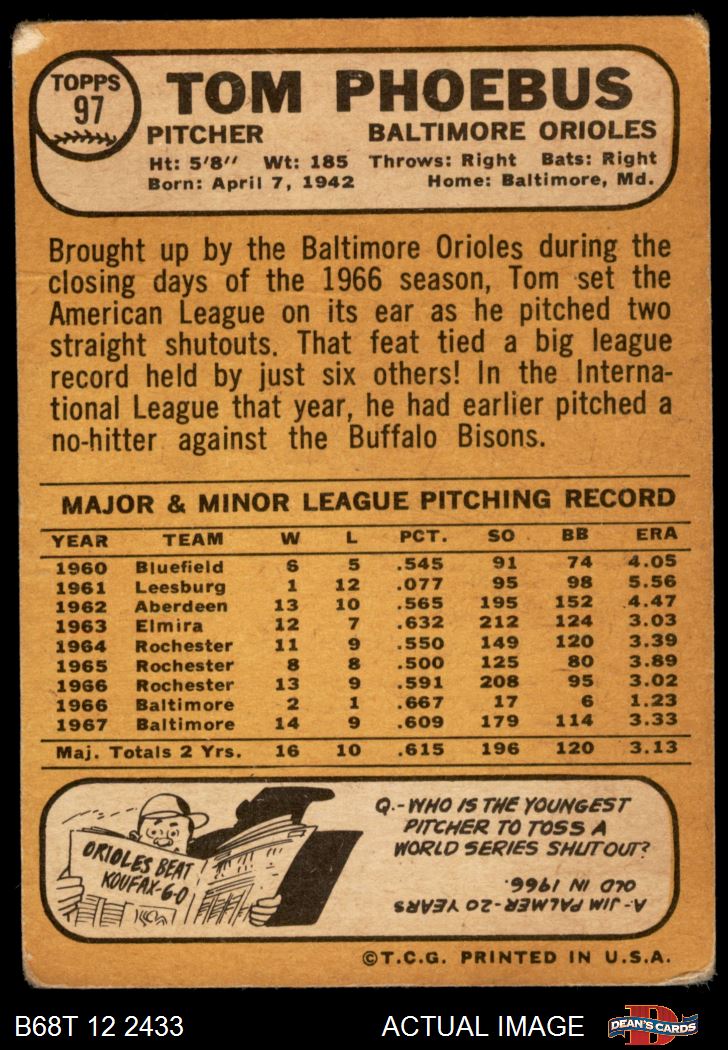 TOPPS
97
TOM PHOEBUS
PITCHER BALTIMORE ORIOLES
Ht: 5'8" Wt: 185 Throws: Right Bats: Right
Born: April 7, 1942 Home: Baltimore, Md.
Brought up by the Baltimore Orioles during the
closing days of the 1966 season, Tom set the
American League on its ear as he pitched two
straight shutouts. That feat tied a big league
record held by just six others! In the Interna-
tional League that year, he had earlier pitched a
no-hitter against the Buffalo Bisons.
MAJOR & MINOR LEAGUE PITCHING RECORD
YEAR TEAM W L PCT. SO BB ERA
1960 Bluefield 6 5 .545 91 74 4.05
1961 Leesburg 1 12 .077 95 98 5.56
1962 Aberdeen 13 10 .565 195 152 4.47
1963 Elmira 12 7 .632 212 124 3.03
1964 Rochester 11 9 .550 149 120 3.39
1965 Rochester 8 8 .500 125 80 3.89
1966 Rochester 13 9 .591 208 95 3.02
1966 Baltimore 2 1 .667 17 6 1.23
1967 Baltimore 14 9 .609 179 114 3.33
Maj. Totals 2 Yrs. 16 10 .615 196 120 3.13
ORIOLES BEAT
KOUFAX-6-0
Q.-WHO IS THE YOUNGEST
PITCHER TO TOSS A
WORLD SERIES SHUTOUT?
A-JIM PALMER-20 YEARS
OLD IN 1966.
©T.C.G. PRINTED IN U.S.A.
B68T 12 2433 ACTUAL IMAGE DEAN'S CARDS